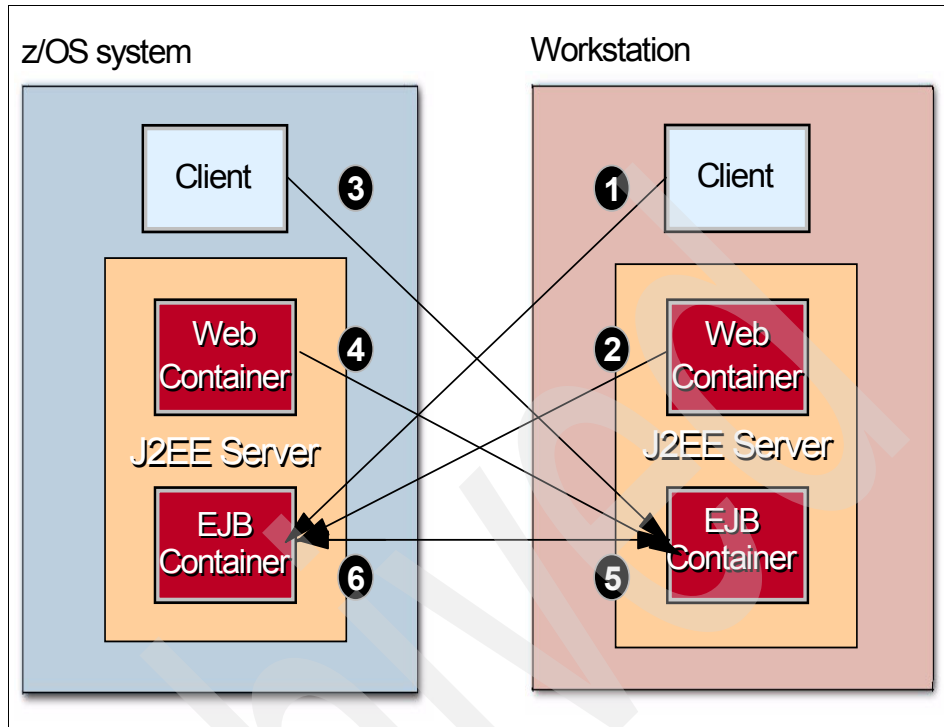 z/OS system
Workstation
Client
3
1
Client
Web
Container
4
2
Web
Container
J2EE Server
J2EE Server
EJB
Container
6
5
EJB
Container